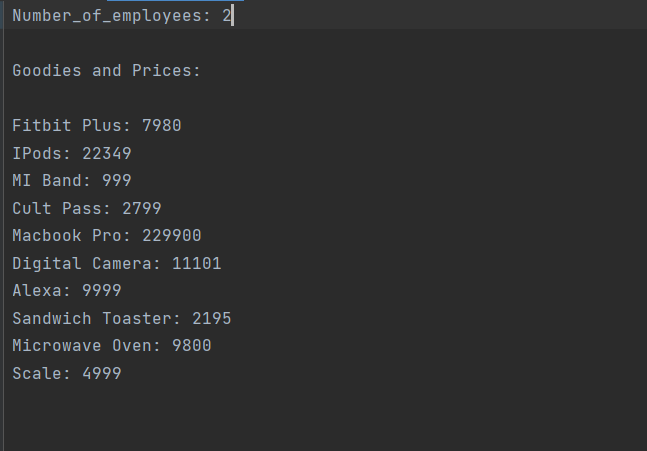 Number_of_employees: 2
Goodies and Prices:
Fitbit Plus: 7980
IPods: 22349
MI Band: 999
Cult Pass: 2799
Macbook Pro: 229900
Digital Camera: 11101
Alexa: 9999
Sandwich Toaster: 2195
Microwave Oven: 9800
Scale: 4999